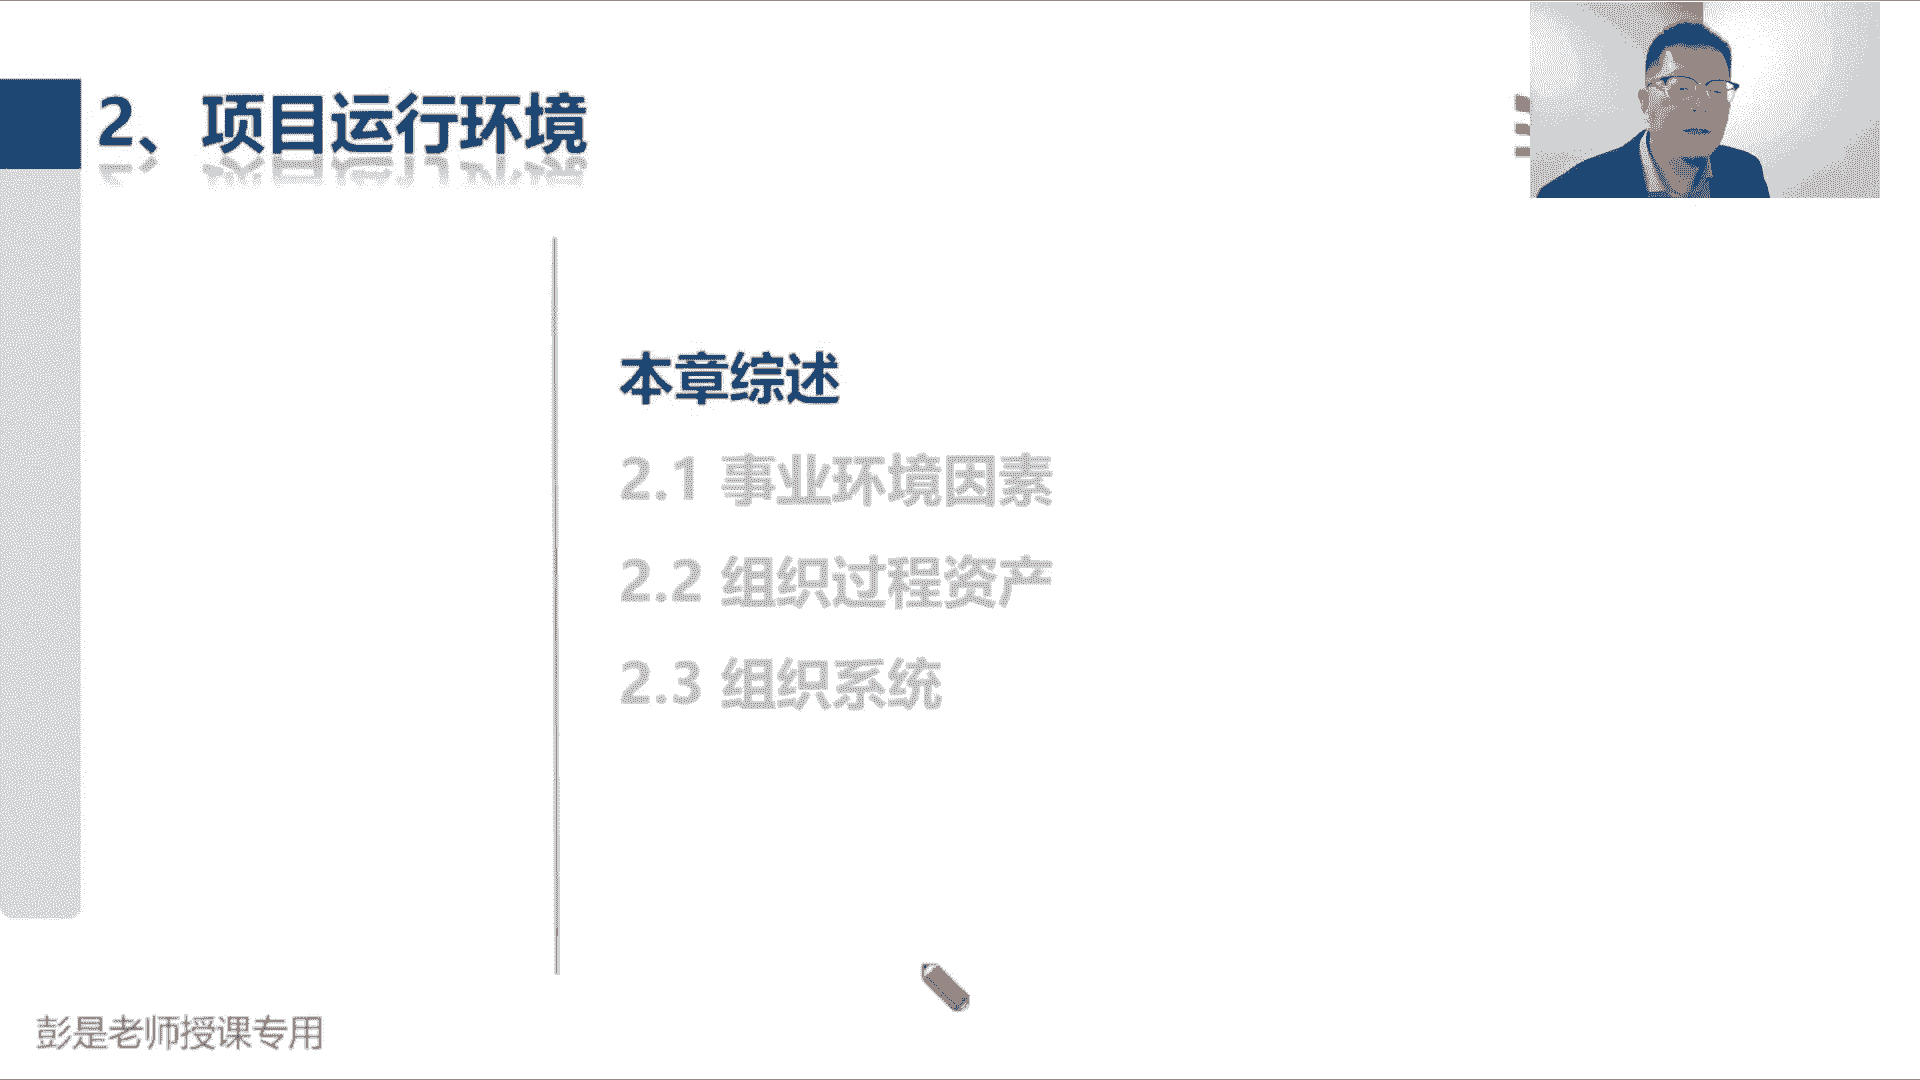 2、项目运行环境
本章综述
2.1 事业环境因素
2.2 组织过程资产
2.3 组织系统
彭是老师授课专用